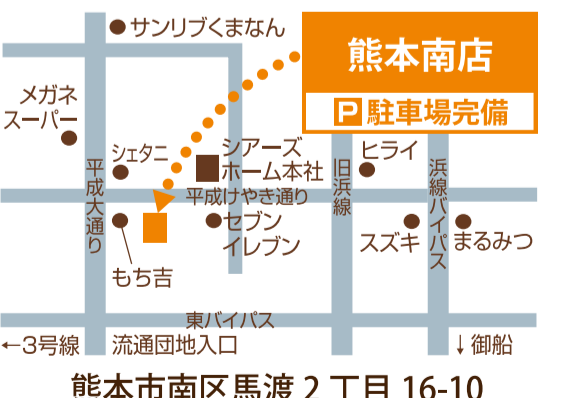 サンリブくまなん
熊本南店
P 駐車場完備
メガネ
スーパー
シェタニ
シアーズ
ホーム本社
ヒライ
平成大通り
旧浜線
浜線バイパス
平成けやき通り
セブン
イレブン
スズキ
まるみつ
もち吉
東バイパス
←3号線
流通団地入口
↓御船
熊本市南区馬渡2丁目16-10